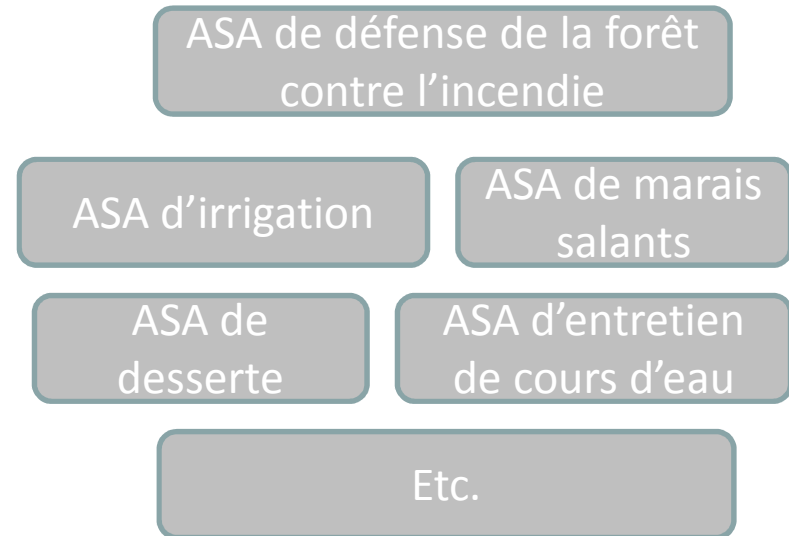 ASA de défense de la forêt
contre l’incendie
ASA d’irrigation
ASA de marais
salants
ASA de
desserte
ASA d’entretien
de cours d’eau
Etc.